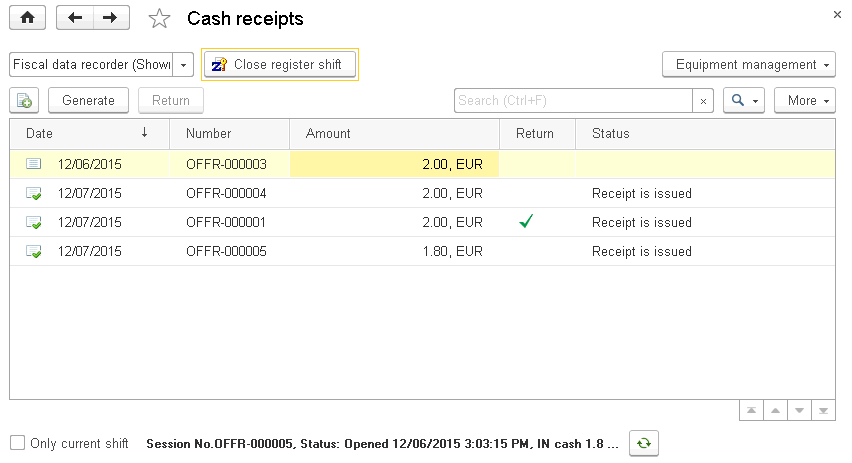 Cash receipts
Fiscal data recorder (Show
Close register shift
Equipment management
Generate
Return
Search (Ctrl+F)
More
Date Number Amount Return Status
12/06/2015 OFFR-000003 2.00, EUR
12/07/2015 OFFR-000004 2.00, EUR Receipt is issued
12/07/2015 OFFR-000001 2.00, EUR Receipt is issued
12/07/2015 OFFR-000005 1.80, EUR Receipt is issued
Only current shift Session No.OFFR-000005, Status: Opened 12/06/2015 3:03:15 PM, IN cash 1.8 ...